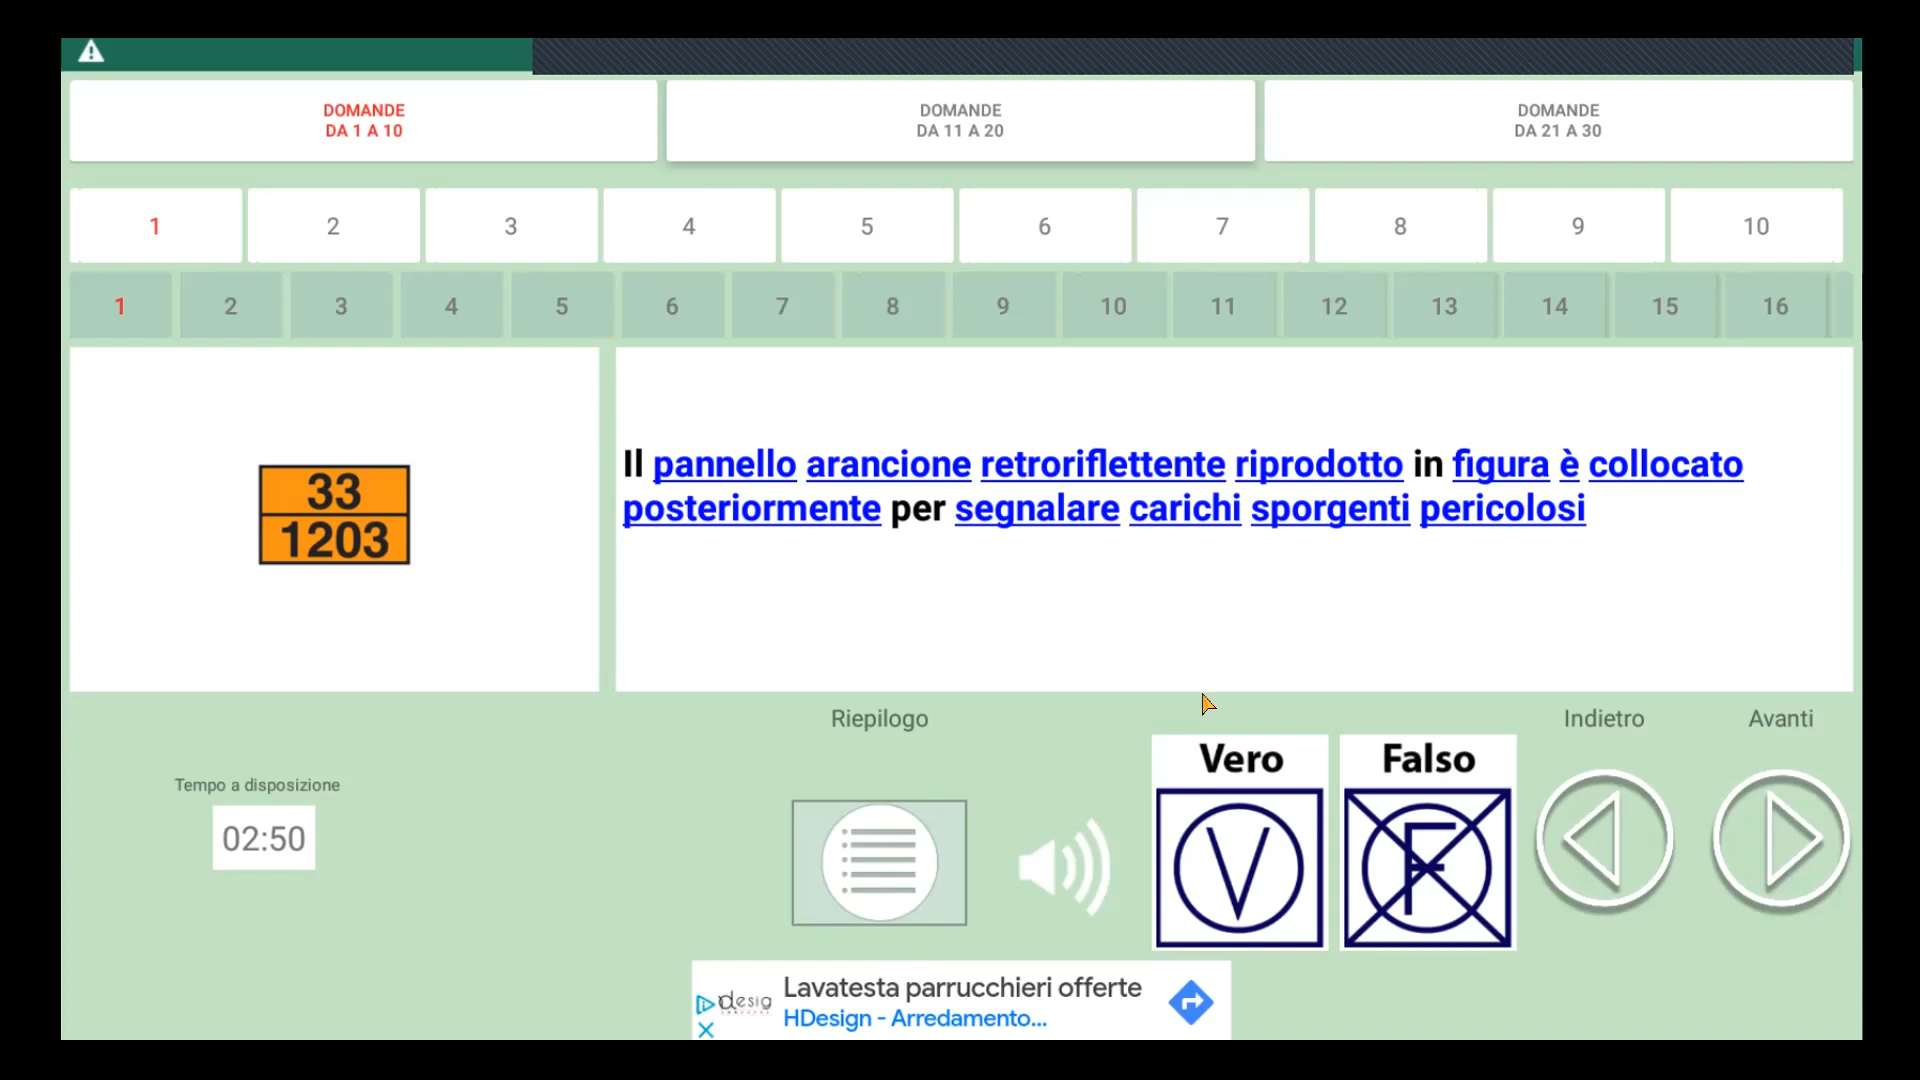 DOMANDE
DA 1 A 10
DOMANDE
DA 11 A 20
DOMANDE
DA 21 A 30
1 2 3 4 5 6 7 8 9 10
1 2 3 4 5 6 7 8 9 10 11 12 13 14 15 16
33
1203
Il pannello arancione retroriflettente riprodotto in figura è collocato
posteriormente per segnalare carichi sporgenti pericolosi
Riepilogo
Indietro
Avanti
Vero
Falso
V
F
Tempo a disposizione
02:50
desig
Lavatesta parrucchieri offerte
HDesign - Arredamento...